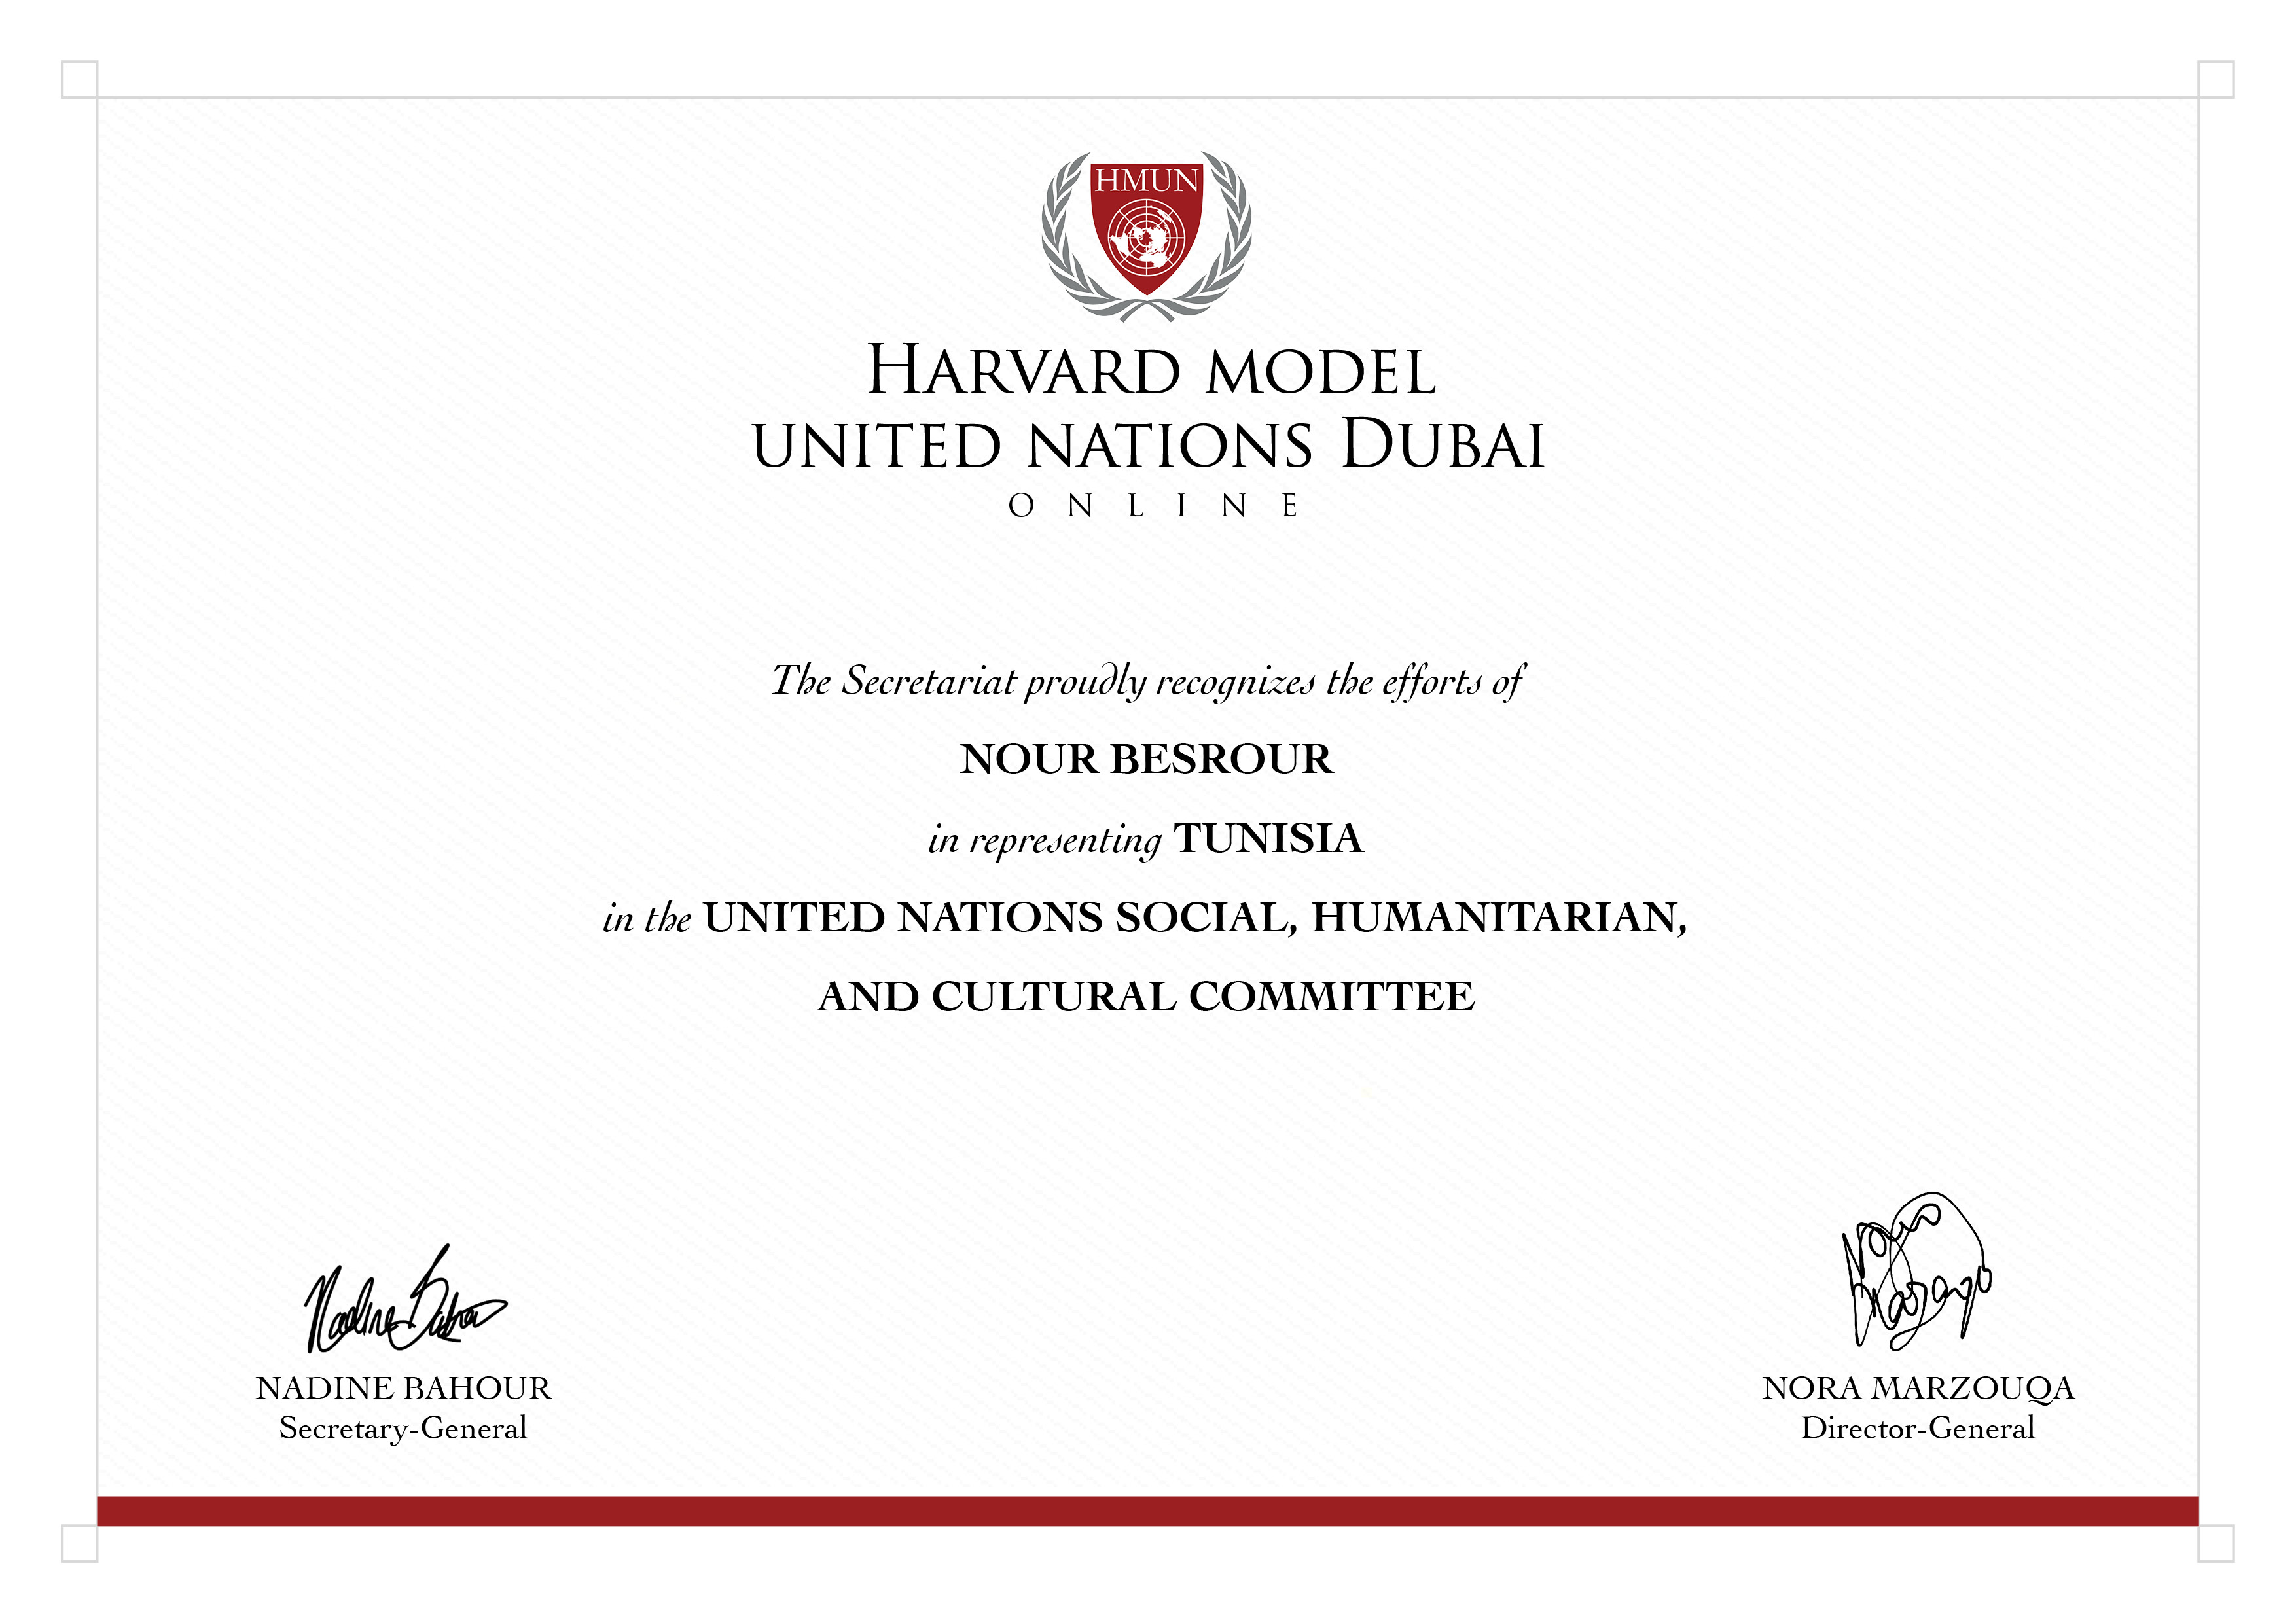 HMUN
HARVARD MODEL
UNITED NATIONS DUBAI
ONLINE
The Secretariat proudly recognizes the efforts of
NOUR BESROUR
in representing TUNISIA
in the UNITED NATIONS SOCIAL, HUMANITARIAN,
AND CULTURAL COMMITTEE
Nadine Bahour
NADINE BAHOUR
Secretary-General
Nora Marzouqa
NORA MARZOUQA
Director-General